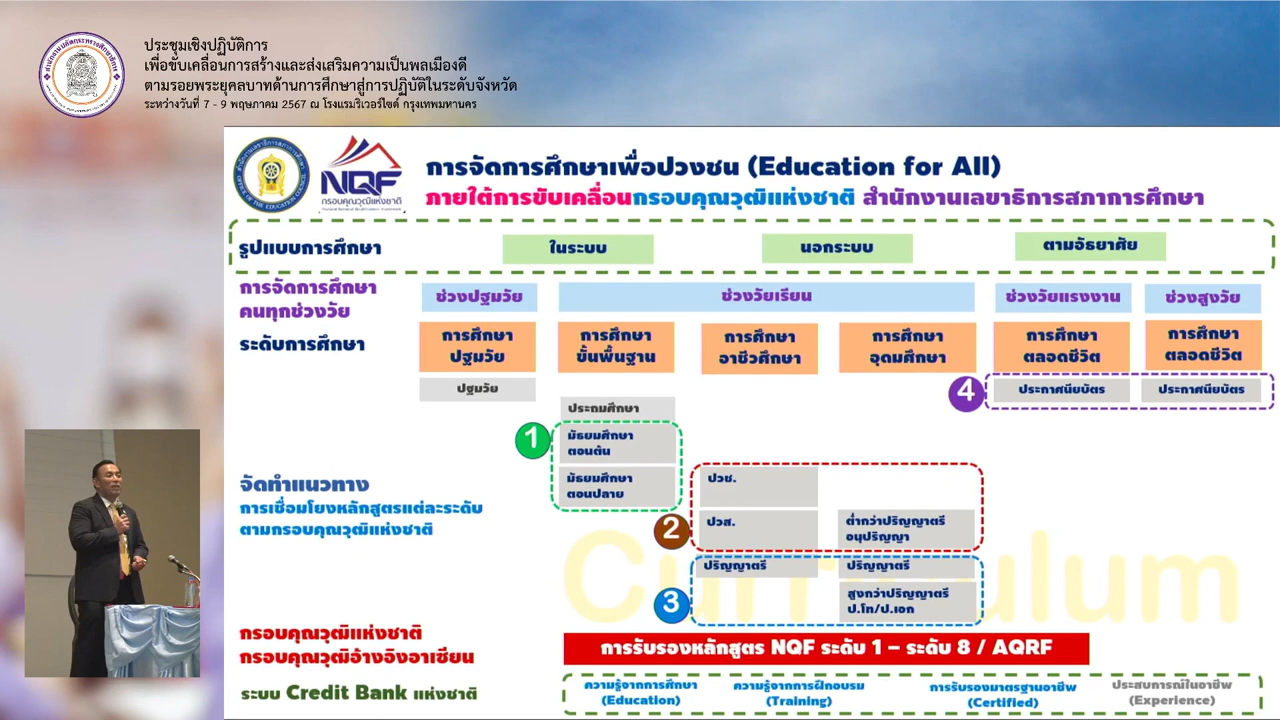 ประชุมเชิงปฏิบัติการ
เพื่อขับเคลื่อนการสร้างและส่งเสริมความเป็นพลเมืองดี
ตามรอยพระยุคลบาทด้านการศึกษาสู่การปฏิบัติในระดับจังหวัด
ระหว่างวันที่ 7 - 9 พฤษภาคม 2567 ณ โรงแรมริเวอร์ไซด์ กรุงเทพมหานคร
NQF
กรอบคุณวุฒิแห่งชาติ
การจัดการศึกษาเพื่อปวงชน (Education for All)
ภายใต้การขับเคลื่อนกรอบคุณวุฒิแห่งชาติ สำนักงานเลขาธิการสภาการศึกษา
รูปแบบการศึกษา
ในระบบ
นอกระบบ
ตามอัธยาศัย
การจัดการศึกษา
คนทุกช่วงวัย
ช่วงปฐมวัย
ช่วงวัยเรียน
ช่วงวัยแรงงาน
ช่วงสูงวัย
ระดับการศึกษา
การศึกษา
ปฐมวัย
การศึกษา
ขั้นพื้นฐาน
การศึกษา
อาชีวศึกษา
การศึกษา
อุดมศึกษา
การศึกษา
ตลอดชีวิต
การศึกษา
ตลอดชีวิต
ปฐมวัย
4
ประกาศนียบัตร
ประกาศนียบัตร
ประถมศึกษา
1
มัธยมศึกษา
ตอนต้น
มัธยมศึกษา
ตอนปลาย
จัดทำแนวทาง
การเชื่อมโยงหลักสูตรแต่ละระดับ
ตามกรอบคุณวุฒิแห่งชาติ
ปวช.
2
ปวส.
ต่ำกว่าปริญญาตรี
อนุปริญญา
ปริญญาตรี
ปริญญาตรี
3
สูงกว่าปริญญาตรี
ป.โท/ป.เอก
Curriculum
กรอบคุณวุฒิแห่งชาติ
กรอบคุณวุฒิอ้างอิงอาเซียน
การรับรองหลักสูตร NQF ระดับ 1 – ระดับ 8 / AQRF
ระบบ Credit Bank แห่งชาติ
ความรู้จากการศึกษา
(Education)
ความรู้จากการฝึกอบรม
(Training)
การรับรองมาตรฐานอาชีพ
(Certified)
ประสบการณ์ในอาชีพ
(Experience)